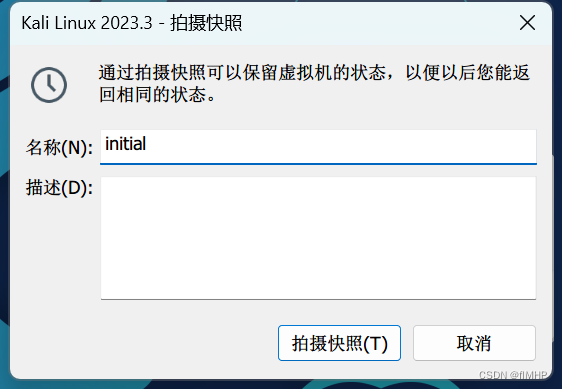 Kali Linux 2023.3 - 拍摄快照
通过拍摄快照可以保留虚拟机的状态，以便以后您能返
回相同的状态。
名称(N): initial
描述(D):
拍摄快照(T) 取消
CSDN @flMHP